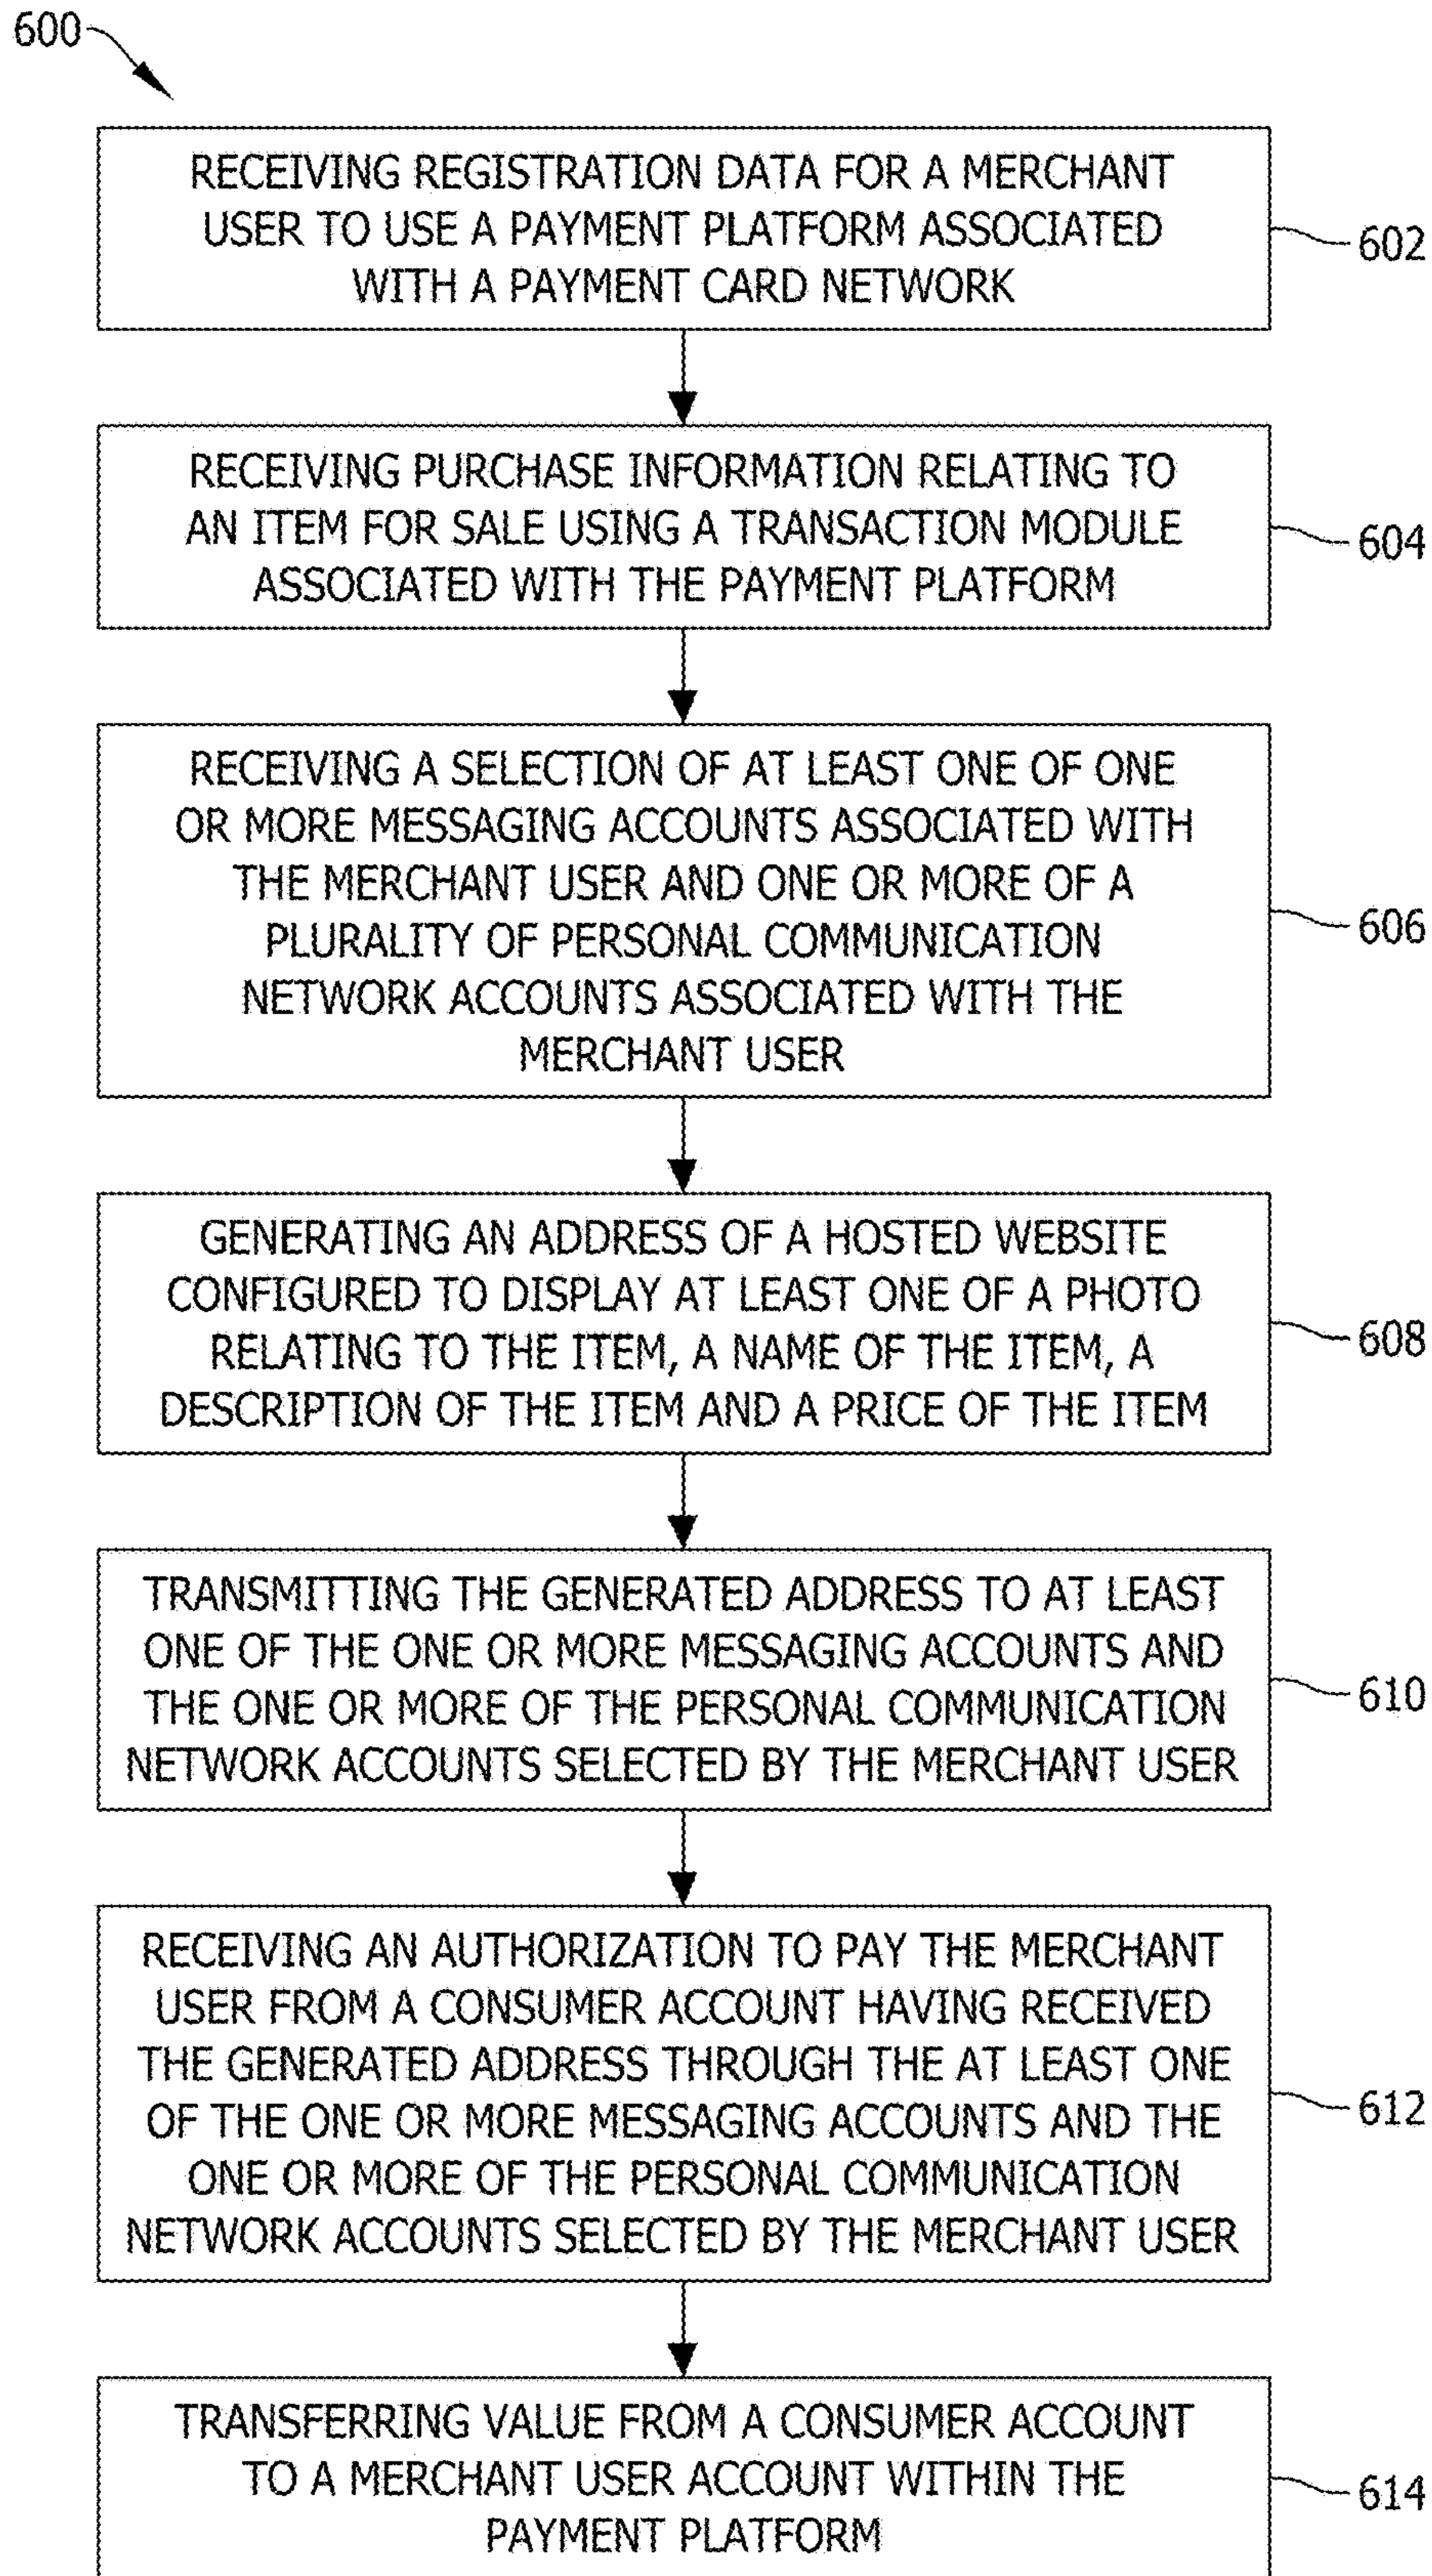 600
RECEIVING REGISTRATION DATA FOR A MERCHANT
USER TO USE A PAYMENT PLATFORM ASSOCIATED
WITH A PAYMENT CARD NETWORK
602
RECEIVING PURCHASE INFORMATION RELATING TO
AN ITEM FOR SALE USING A TRANSACTION MODULE
ASSOCIATED WITH THE PAYMENT PLATFORM
604
RECEIVING A SELECTION OF AT LEAST ONE OF ONE
OR MORE MESSAGING ACCOUNTS ASSOCIATED WITH
THE MERCHANT USER AND ONE OR MORE OF A
PLURALITY OF PERSONAL COMMUNICATION
NETWORK ACCOUNTS ASSOCIATED WITH THE
MERCHANT USER
606
GENERATING AN ADDRESS OF A HOSTED WEBSITE
CONFIGURED TO DISPLAY AT LEAST ONE OF A PHOTO
RELATING TO THE ITEM, A NAME OF THE ITEM, A
DESCRIPTION OF THE ITEM AND A PRICE OF THE ITEM
608
TRANSMITTING THE GENERATED ADDRESS TO AT LEAST
ONE OF THE ONE OR MORE MESSAGING ACCOUNTS AND
THE ONE OR MORE OF THE PERSONAL COMMUNICATION
NETWORK ACCOUNTS SELECTED BY THE MERCHANT USER
610
RECEIVING AN AUTHORIZATION TO PAY THE MERCHANT
USER FROM A CONSUMER ACCOUNT HAVING RECEIVED
THE GENERATED ADDRESS THROUGH THE AT LEAST ONE
OF THE ONE OR MORE MESSAGING ACCOUNTS AND THE
ONE OR MORE OF THE PERSONAL COMMUNICATION
NETWORK ACCOUNTS SELECTED BY THE MERCHANT USER
612
TRANSFERRING VALUE FROM A CONSUMER ACCOUNT
TO A MERCHANT USER ACCOUNT WITHIN THE
PAYMENT PLATFORM
614